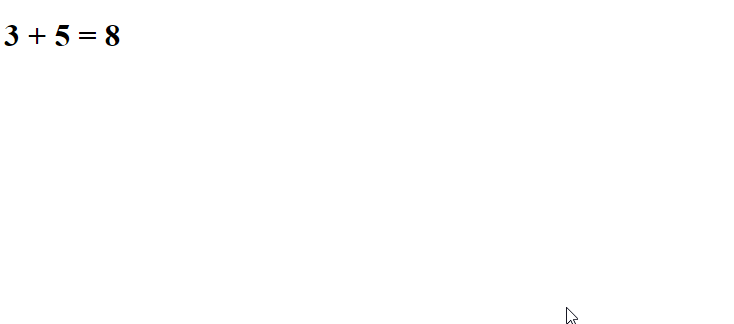 3 + 5 = 8